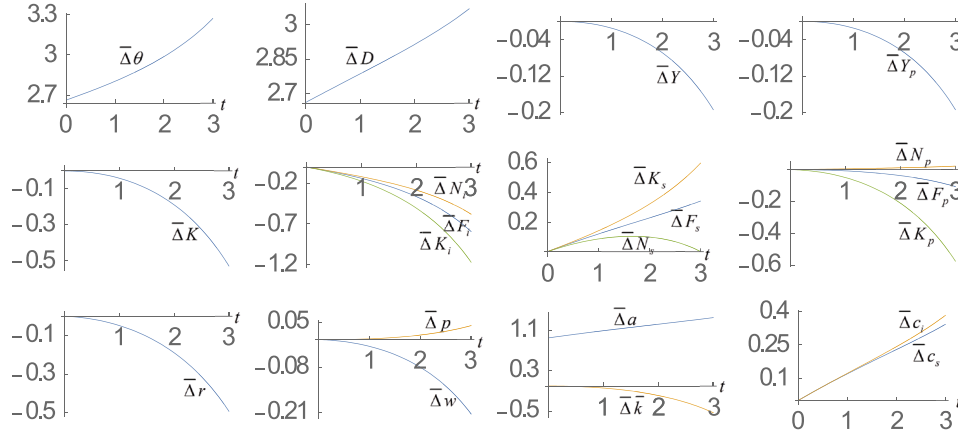 3.3
3
2.7
Δ̅θ
0 1 2 3
t
3
2.85
2.7
Δ̅D
0 1 2 3
t
−0.04
−0.12
−0.2
0 1 2 3
t
Δ̅Y
−0.04
−0.12
−0.2
0 1 2 3
t
Δ̅Y_p
−0.1
−0.3
−0.5
1 2 3
t
Δ̅K
−0.2
−0.7
−1.2
1 2 3
t
Δ̅N_i
Δ̅F_i
Δ̅K_i
0.6
0.4
0.2
Δ̅K_s
Δ̅F_s
Δ̅N_s
0 1 2 3
t
−0.2
−0.4
−0.6
Δ̅N_p
1 2 3
t
Δ̅F_p
Δ̅K_p
−0.1
−0.3
−0.5
1 2 3
t
Δ̅r
0.05
−0.08
−0.21
Δ̅p
1 2 3
t
Δ̅w
1.1
0.3
−0.5
Δ̅a
1 2 3
t
Δ̅k̅
0.4
0.25
0.1
Δ̅c_i
Δ̅c_s
0 1 2 3
t